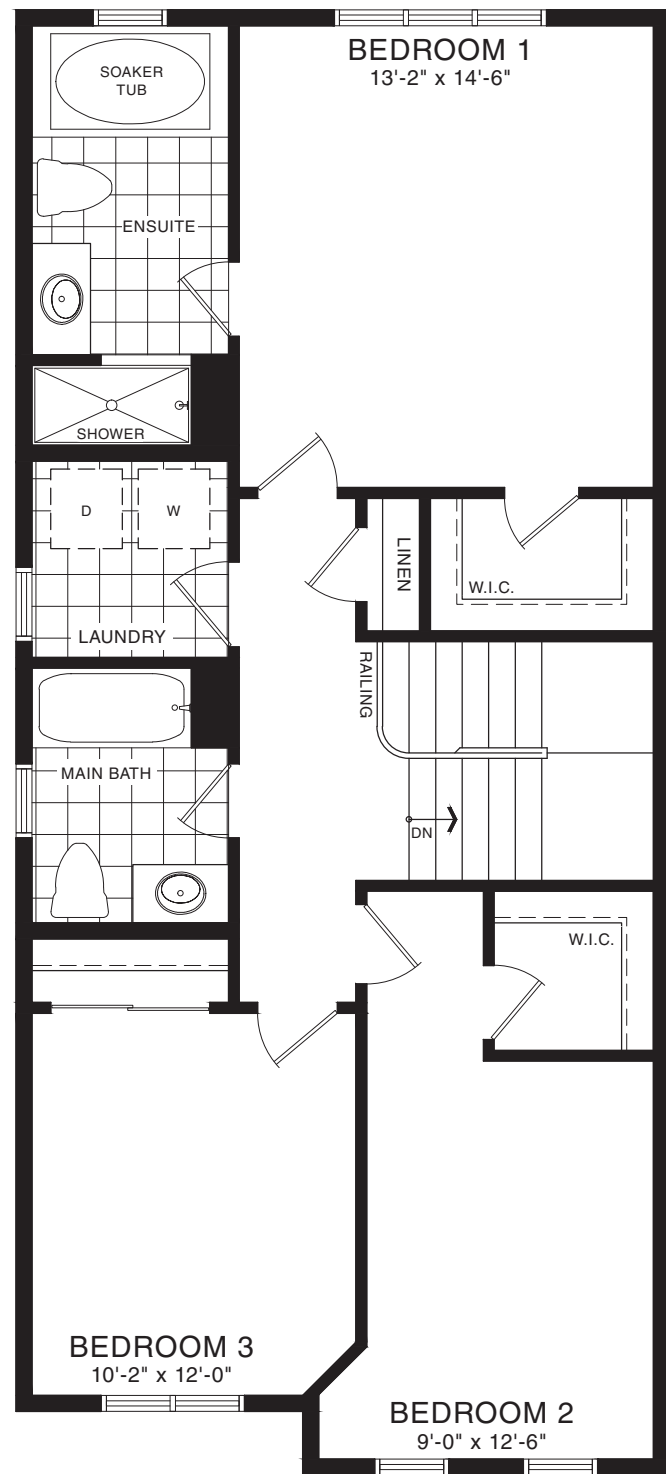 BEDROOM 1
13'-2" x 14'-6"
SOAKER
TUB
ENSUITE
SHOWER
D
W
LINEN
W.I.C.
LAUNDRY
RAILING
MAIN BATH
DN
W.I.C.
BEDROOM 3
10'-2" x 12'-0"
BEDROOM 2
9'-0" x 12'-6"